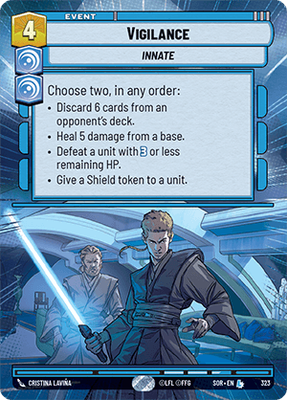 EVENT
4
VIGILANCE
INNATE
Choose two, in any order:
• Discard 6 cards from an
opponent's deck.
• Heal 5 damage from a base.
• Defeat a unit with 3 or less
remaining HP.
• Give a Shield token to a unit.
CRISTINA LAVIÑA
©LFL ©FFG
SOR • EN
323